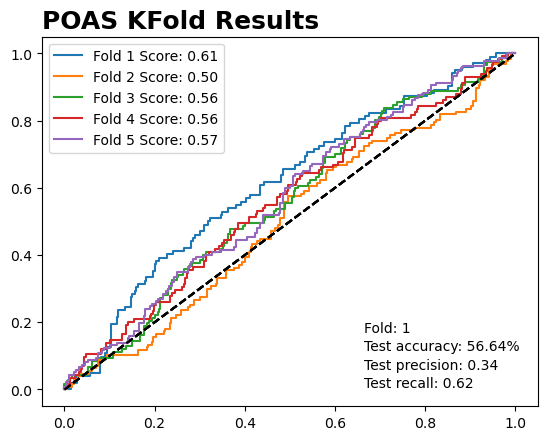 POAS KFold Results
Fold 1 Score: 0.61
Fold 2 Score: 0.50
Fold 3 Score: 0.56
Fold 4 Score: 0.56
Fold 5 Score: 0.57
1.0
0.8
0.6
0.4
0.2
0.0
Fold: 1
Test accuracy: 56.64%
Test precision: 0.34
Test recall: 0.62
0.0 0.2 0.4 0.6 0.8 1.0